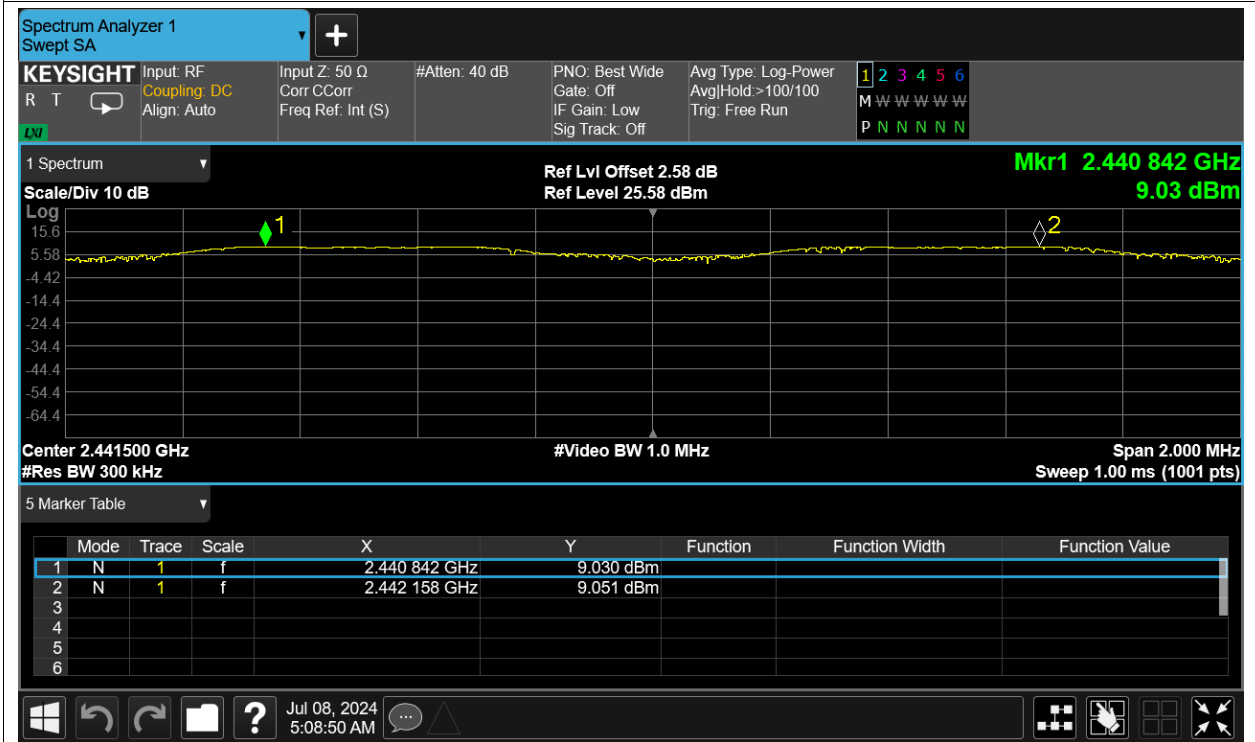 Spectrum Analyzer 1
Swept SA
+
KEYSIGHT
R T
LXI
Input: RF
Coupling: DC
Align: Auto
Input Z: 50 Ω
Corr CCorr
Freq Ref: Int (S)
#Atten: 40 dB
PNO: Best Wide
Gate: Off
IF Gain: Low
Sig Track: Off
Avg Type: Log-Power
Avg|Hold:>100/100
Trig: Free Run
1 2 3 4 5 6
M W W W W W
P N N N N N
1 Spectrum
Scale/Div 10 dB
Ref Lvl Offset 2.58 dB
Ref Level 25.58 dBm
Mkr1 2.440 842 GHz
9.03 dBm
Log
15.6
5.58
-4.42
-14.4
-24.4
-34.4
-44.4
-54.4
-64.4
1
2
Center 2.441500 GHz
#Res BW 300 kHz
#Video BW 1.0 MHz
Span 2.000 MHz
Sweep 1.00 ms (1001 pts)
5 Marker Table
Mode Trace Scale X Y Function Function Width Function Value
1 N 1 f 2.440 842 GHz 9.030 dBm
2 N 1 f 2.442 158 GHz 9.051 dBm
3
4
5
6
?
Jul 08, 2024
5:08:50 AM